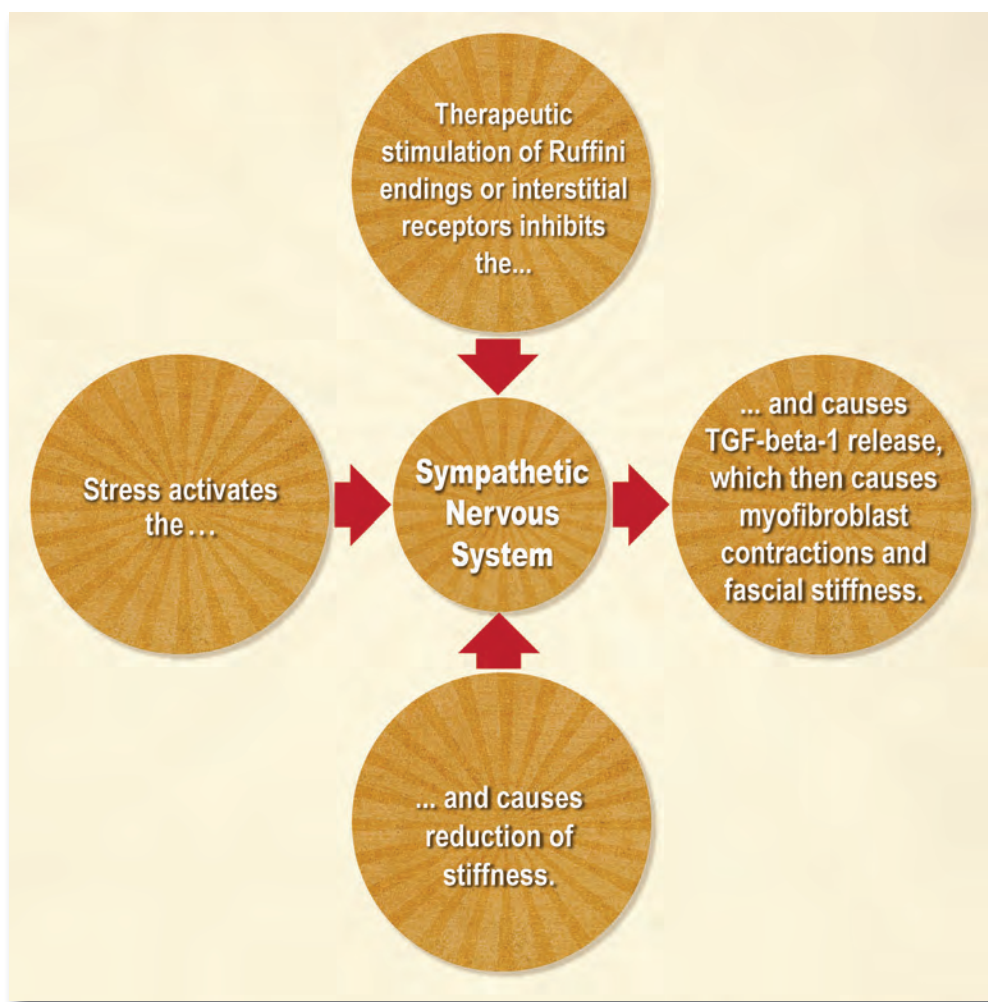 Therapeutic
stimulation of Ruffini
endings or interstitial
receptors inhibits
the...
Stress activates
the ...
Sympathetic
Nervous
System
... and causes
TGF-beta-1 release,
which then causes
myofibroblast
contractions and
fascial stiffness.
... and causes
reduction of
stiffness.